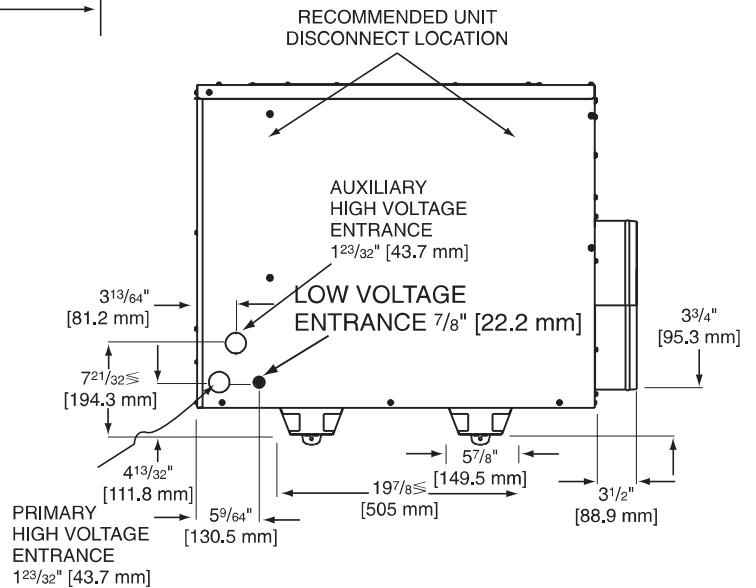 RECOMMENDED UNIT
DISCONNECT LOCATION
AUXILIARY
HIGH VOLTAGE
ENTRANCE
1 23/32" [43.7 mm]
3 13/64"
[81.2 mm]
LOW VOLTAGE
ENTRANCE 7/8" [22.2 mm]
3 3/4"
[95.3 mm]
7 21/32≤
[194.3 mm]
4 13/32"
[111.8 mm]
5 7/8"
[149.5 mm]
19 7/8≤
[505 mm]
3 1/2"
[88.9 mm]
5 9/64"
[130.5 mm]
PRIMARY
HIGH VOLTAGE
ENTRANCE
1 23/32" [43.7 mm]